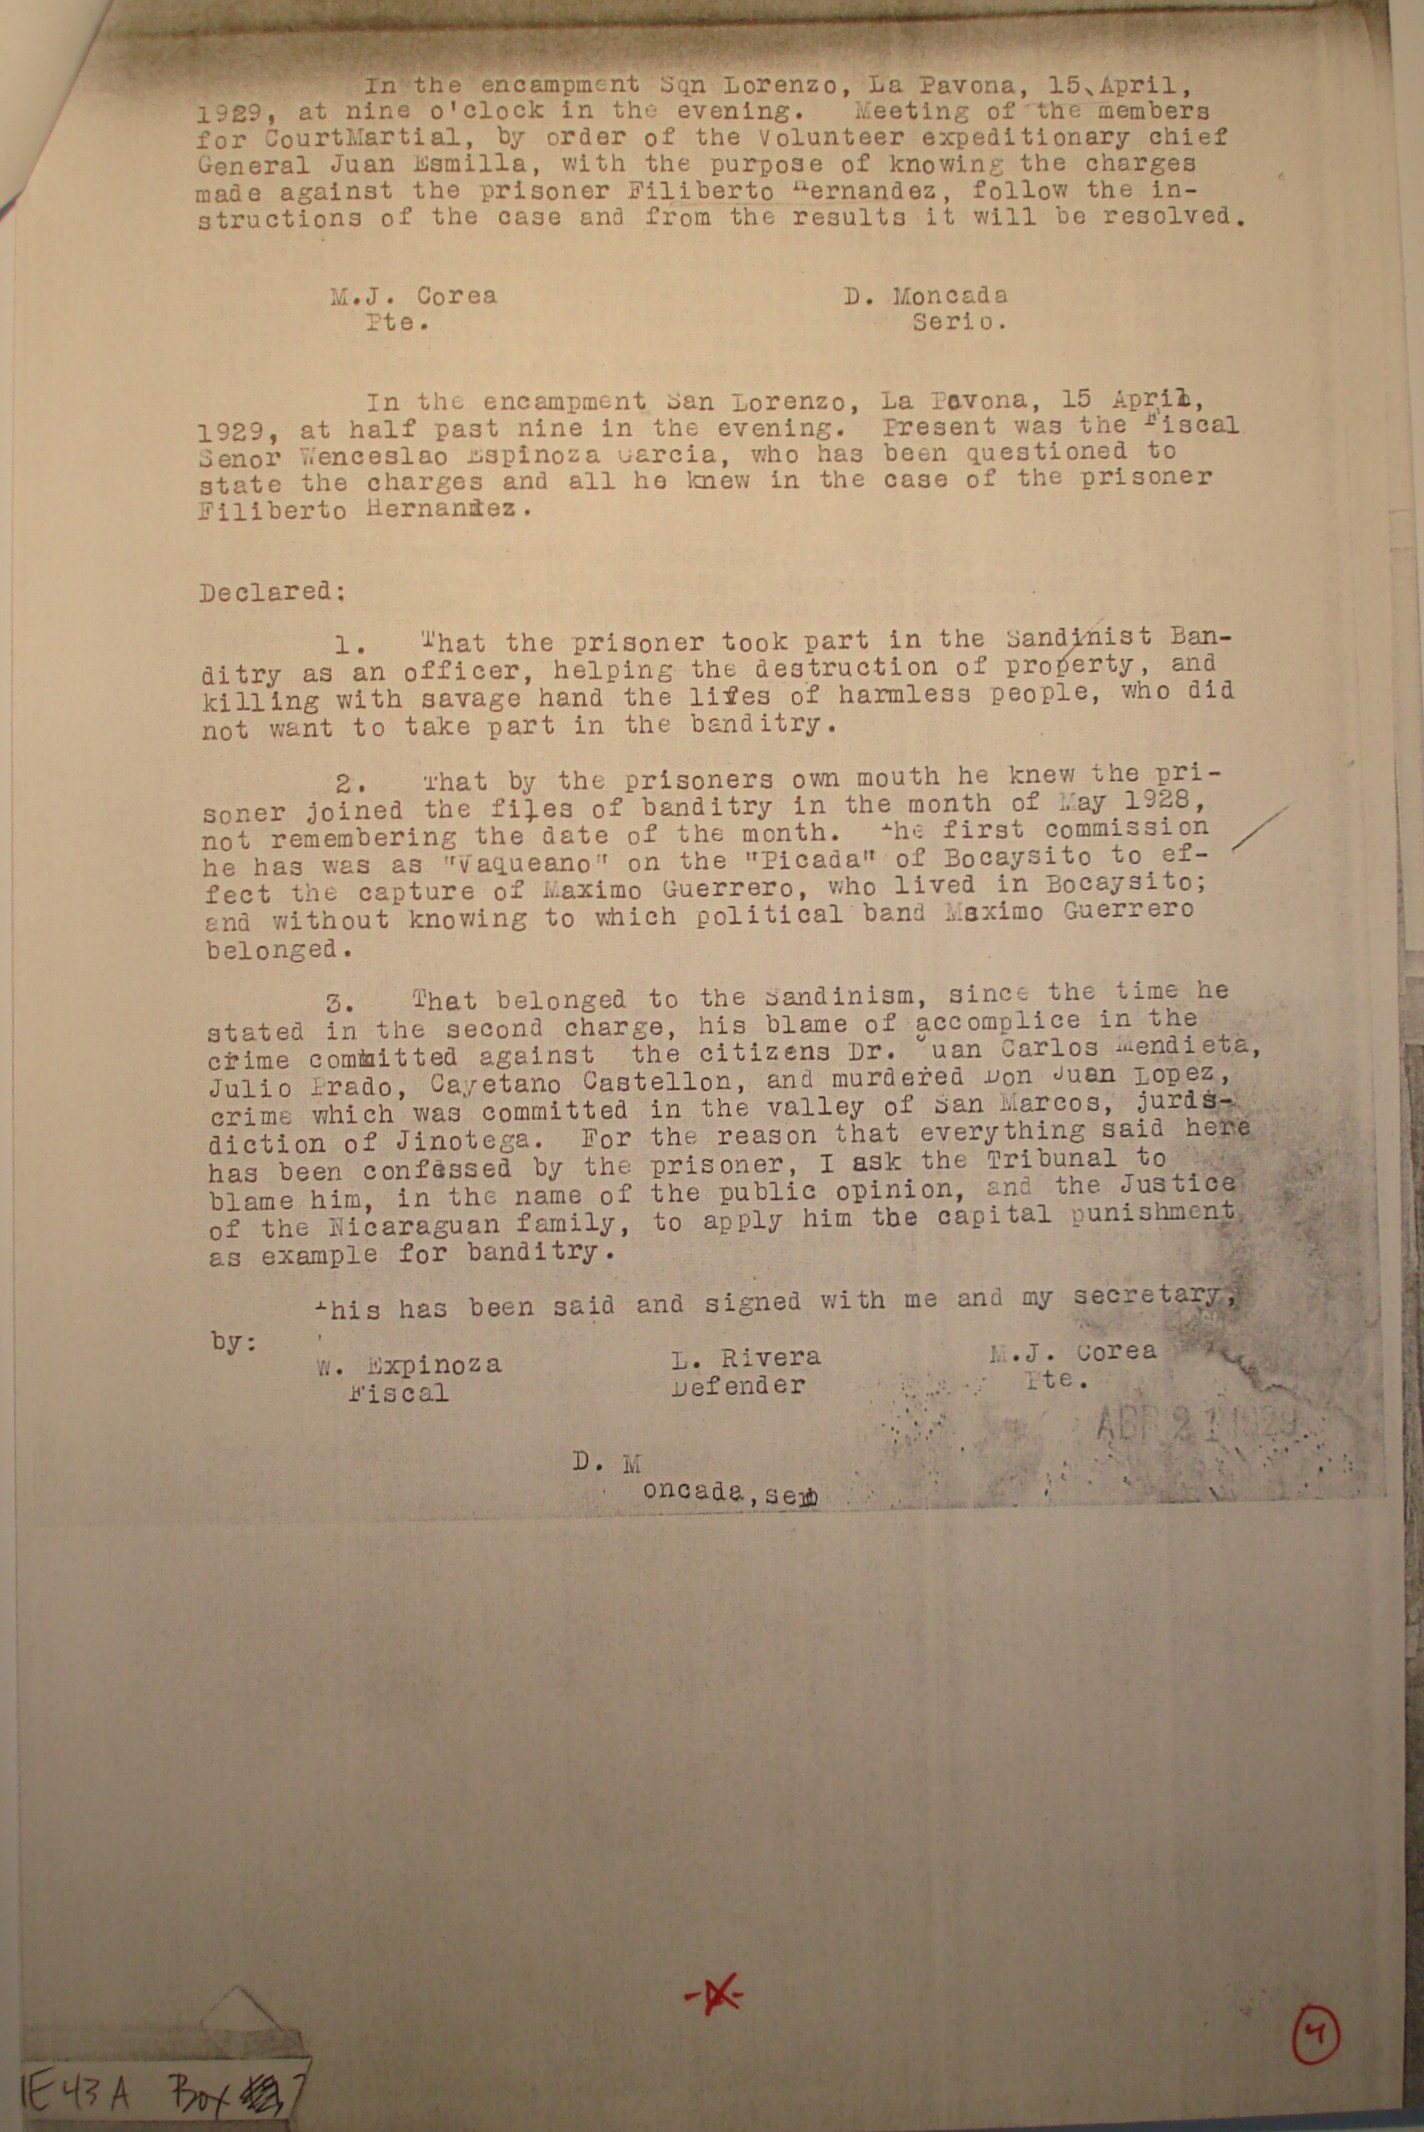 In the encampment Sqn Lorenzo, La Pavona, 15, April,
1929, at nine o'clock in the evening. Meeting of the members
for CourtMartial, by order of the Volunteer expeditionary chief
General Juan Esmilla, with the purpose of knowing the charges
made against the prisoner Filiberto Hernandez, follow the in-
structions of the case and from the results it will be resolved.
M.J. Corea D. Moncada
Pte. Serio.
In the encampment San Lorenzo, La Pavona, 15 April,
1929, at half past nine in the evening. Present was the Fiscal
Senor Wenceslao Espinoza Garcia, who has been questioned to
state the charges and all he knew in the case of the prisoner
Filiberto Hernandez.
Declared:
1. That the prisoner took part in the Sandinist Ban-
ditry as an officer, helping the destruction of property, and
killing with savage hand the lifes of harmless people, who did
not want to take part in the banditry.
2. That by the prisoners own mouth he knew the pri-
soner joined the files of banditry in the month of May 1928,
not remembering the date of the month. The first commission
he has was as "Vaqueano" on the "Picada" of Bocaysito to ef-
fect the capture of Maximo Guerrero, who lived in Bocaysito;
and without knowing to which political band Maximo Guerrero
belonged.
3. That belonged to the Sandinism, since the time he
stated in the second charge, his blame of accomplice in the
crime committed against the citizens Dr. Juan Carlos Mendieta,
Julio Prado, Cayetano Castellon, and murdered Don Juan Lopez,
crime which was committed in the valley of San Marcos, jurds-
diction of Jinotega. For the reason that everything said here
has been confessed by the prisoner, I ask the Tribunal to
blame him, in the name of the public opinion, and the Justice
of the Nicaraguan family, to apply him the capital punishment
as example for banditry.
This has been said and signed with me and my secretary,
by:
W. Expinoza L. Rivera M.J. Corea
Fiscal Defender Pte.
ABR 21 1929
D. M
oncada,
4
1E43A Box 7